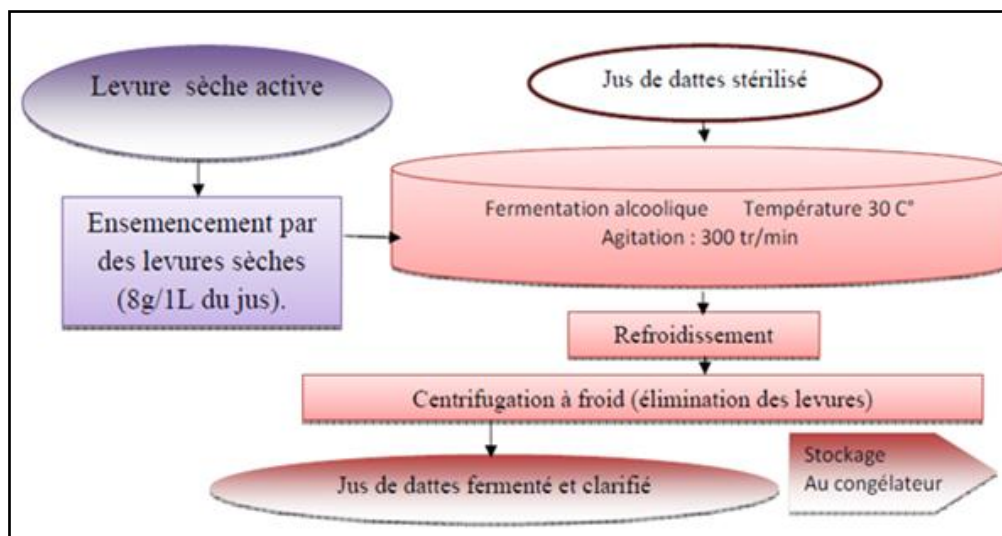 Levure sèche active
Jus de dattes stérilisé
Ensemencement par
des levures sèches
(8g/1L du jus).
Fermentation alcoolique Température 30 C°
Agitation : 300 tr/min
Refroidissement
Centrifugation à froid (élimination des levures)
Jus de dattes fermenté et clarifié
Stockage
Au congélateur